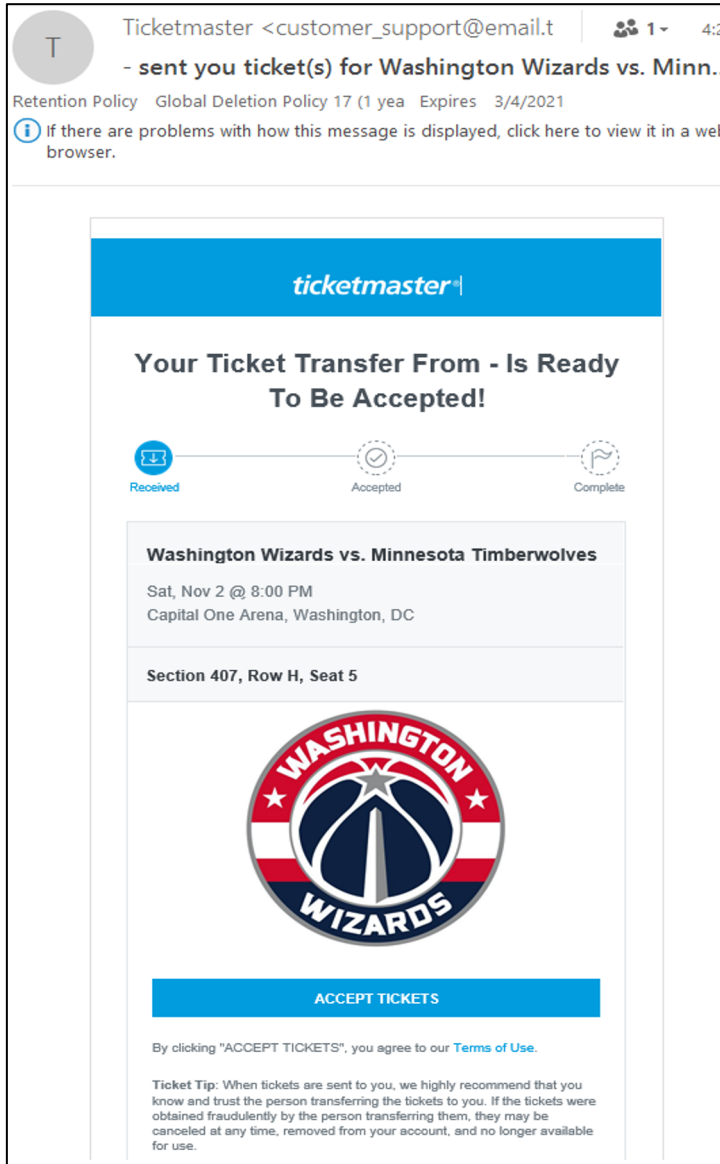 T
Ticketmaster <customer_support@email.t
1
- sent you ticket(s) for Washington Wizards vs. Minn...
Retention Policy Global Deletion Policy 17 (1 yea Expires 3/4/2021
If there are problems with how this message is displayed, click here to view it in a
browser.
ticketmaster®
Your Ticket Transfer From - Is Ready
To Be Accepted!
Received Accepted Complete
Washington Wizards vs. Minnesota Timberwolves
Sat, Nov 2 @ 8:00 PM
Capital One Arena, Washington, DC
Section 407, Row H, Seat 5
WASHINGTON
WIZARDS
ACCEPT TICKETS
By clicking "ACCEPT TICKETS", you agree to our Terms of Use.
Ticket Tip: When tickets are sent to you, we highly recommend that you
know and trust the person transferring the tickets to you. If the tickets were
obtained fraudulently by the person transferring them, they may be
canceled at any time, removed from your account, and no longer available
for use.